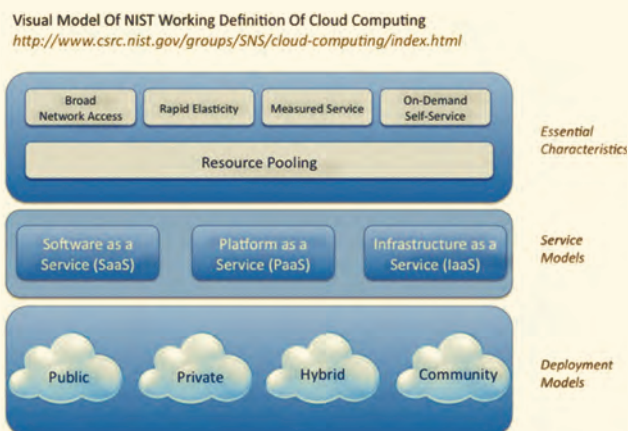 Visual Model Of NIST Working Definition Of Cloud Computing
http://www.csrc.nist.gov/groups/SNS/cloud-computing/index.html
Broad
Network Access
Rapid Elasticity
Measured Service
On-Demand
Self-Service
Resource Pooling
Essential
Characteristics
Software as a
Service (SaaS)
Platform as a
Service (PaaS)
Infrastructure as a
Service (IaaS)
Service
Models
Public
Private
Hybrid
Community
Deployment
Models